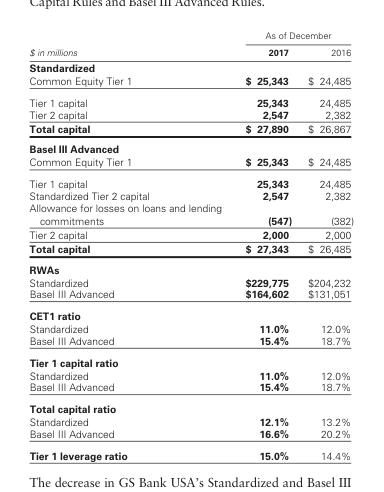 Capital Rules and Basel III Advanced Rules.
As of December
$ in millions 2017 2016
Standardized
Common Equity Tier 1 $ 25,343 $ 24,485
Tier 1 capital 25,343 24,485
Tier 2 capital 2,547 2,382
Total capital $ 27,890 $ 26,867
Basel III Advanced
Common Equity Tier 1 $ 25,343 $ 24,485
Tier 1 capital 25,343 24,485
Standardized Tier 2 capital 2,547 2,382
Allowance for losses on loans and lending
commitments (547) (382)
Tier 2 capital 2,000 2,000
Total capital $ 27,343 $ 26,485
RWAs
Standardized $229,775 $204,232
Basel III Advanced $164,602 $131,051
CET1 ratio
Standardized 11.0% 12.0%
Basel III Advanced 15.4% 18.7%
Tier 1 capital ratio
Standardized 11.0% 12.0%
Basel III Advanced 15.4% 18.7%
Total capital ratio
Standardized 12.1% 13.2%
Basel III Advanced 16.6% 20.2%
Tier 1 leverage ratio 15.0% 14.4%
The decrease in GS Bank USA's Standardized and Basel III